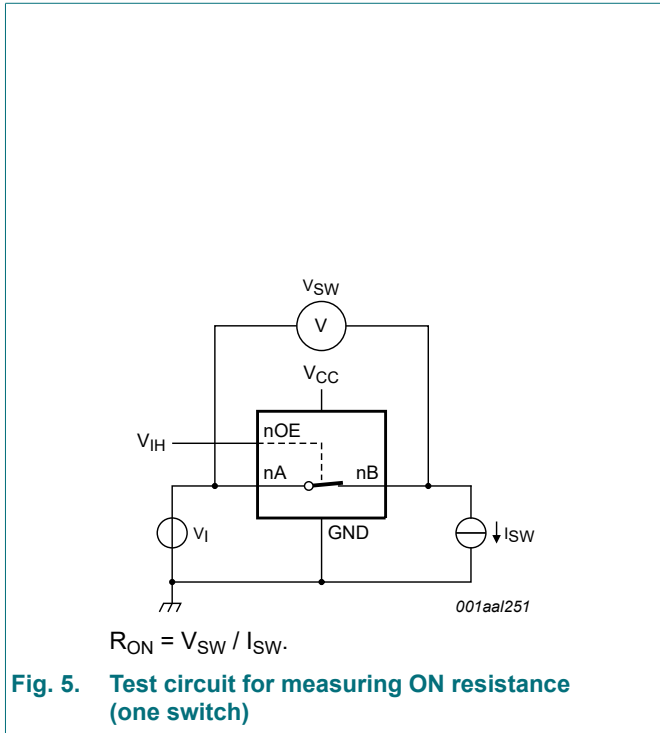 VSW
V
VCC
nOE
VIH
nA
nB
VI
GND
ISW
001aal251
RON = VSW / ISW.
Fig. 5. Test circuit for measuring ON resistance
(one switch)